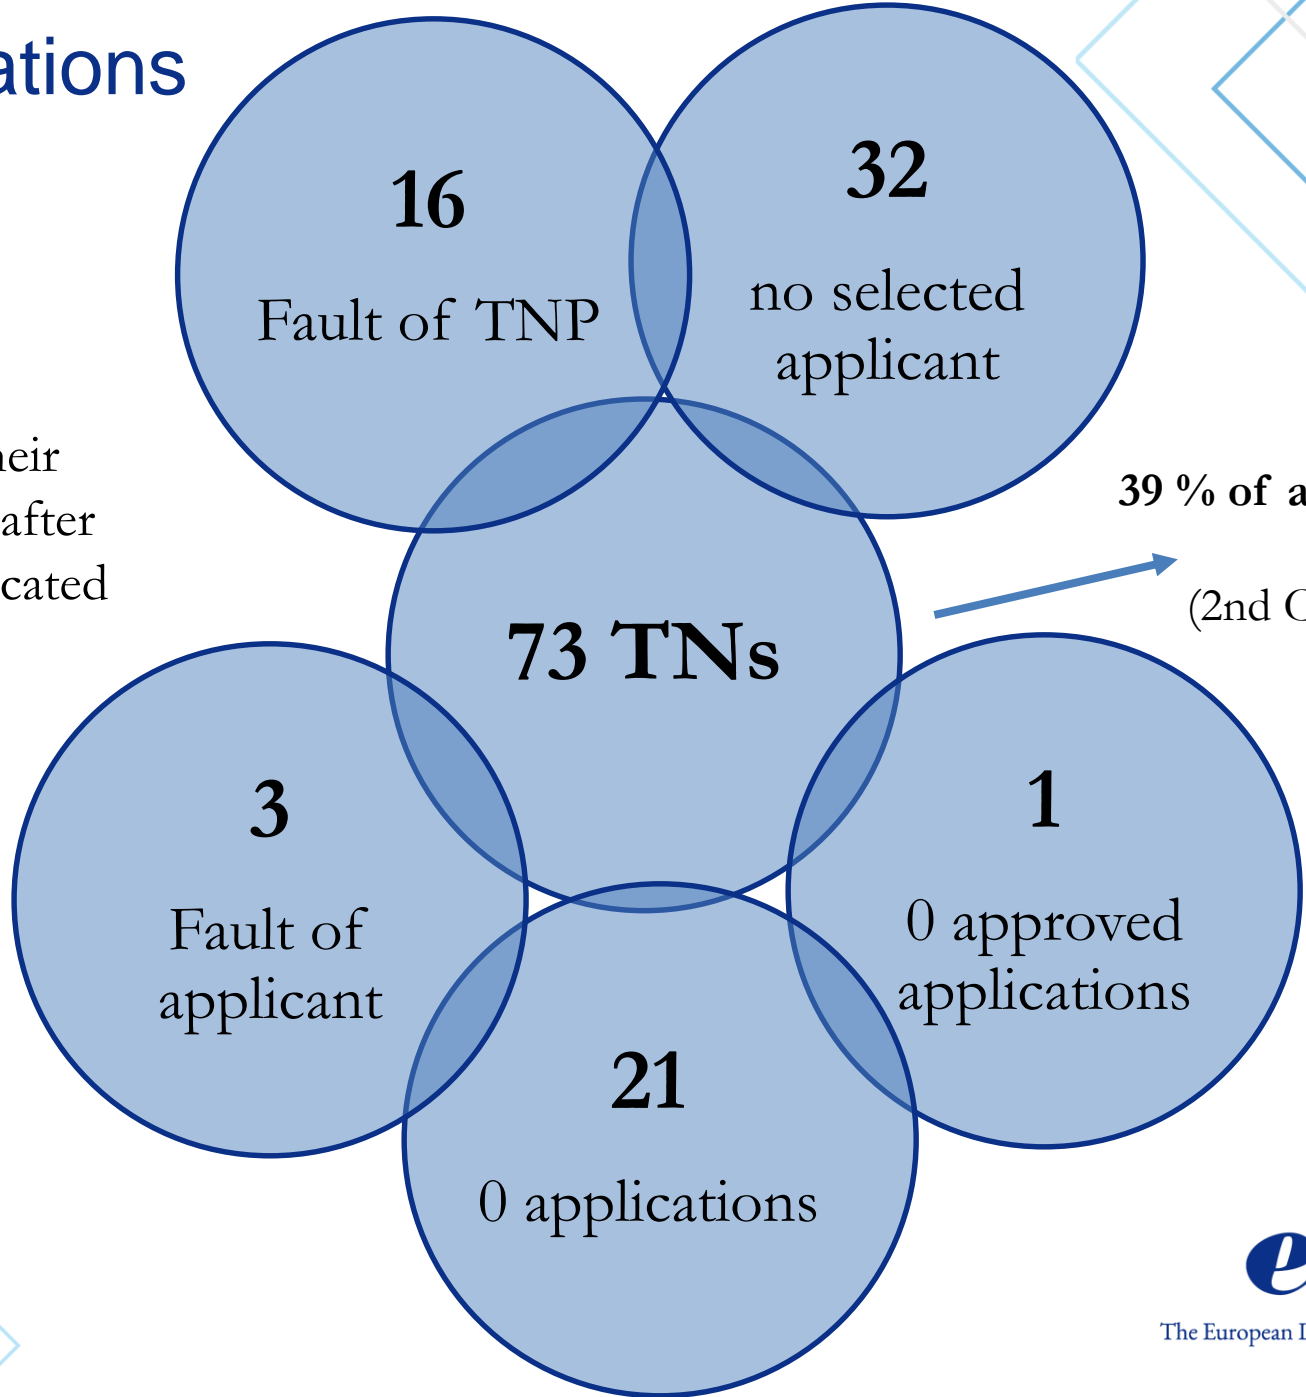 ations
16
Fault of TNP
32
no selected
applicant
heir
after
cated
39 % of a
(2nd
73 TNs
3
Fault of
applicant
1
0 approved
applications
21
0 applications
The European